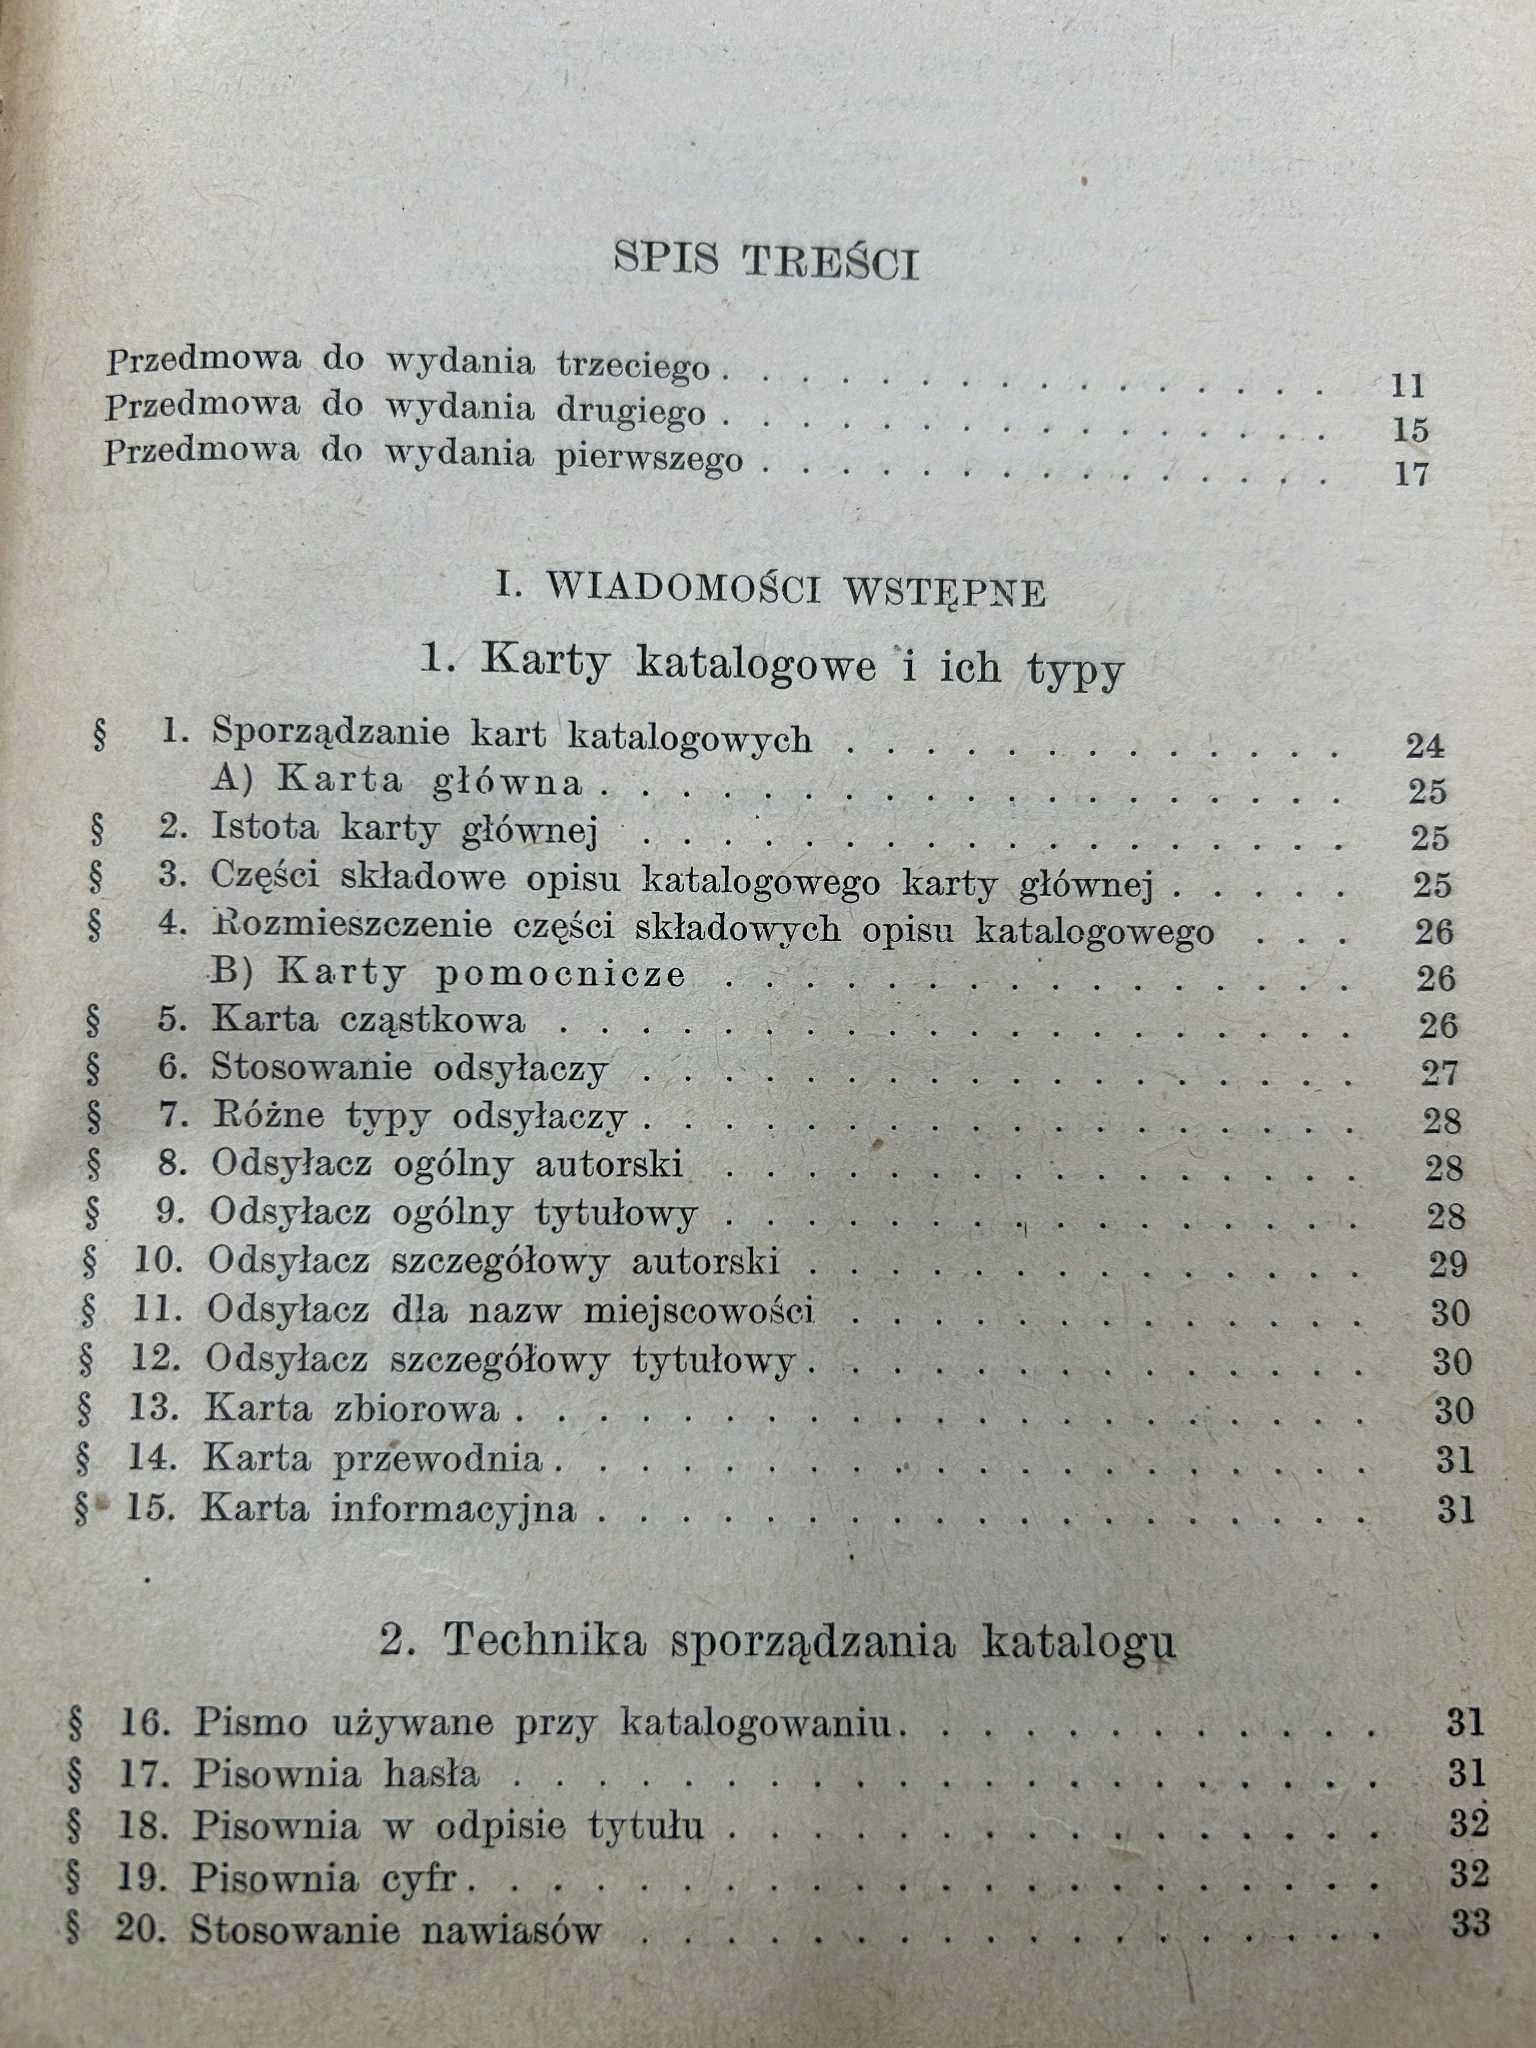 SPIS TREŚCI
Przedmowa do wydania trzeciego . . . . . . . . . . . . . . . . 11
Przedmowa do wydania drugiego . . . . . . . . . . . . . . . . 15
Przedmowa do wydania pierwszego . . . . . . . . . . . . . . . 17
I. WIADOMOŚCI WSTĘPNE
1. Karty katalogowe i ich typy
§ 1. Sporządzanie kart katalogowych . . . . . . . . . . . . . 24
A) Karta główna . . . . . . . . . . . . . . . . . . . 25
§ 2. Istota karty głównej . . . . . . . . . . . . . . . . . . 25
§ 3. Części składowe opisu katalogowego karty głównej . . . . . 25
§ 4. Rozmieszczenie części składowych opisu katalogowego . . . 26
B) Karty pomocnicze . . . . . . . . . . . . . . . . 26
§ 5. Karta cząstkowa . . . . . . . . . . . . . . . . . . . . 26
§ 6. Stosowanie odsyłaczy . . . . . . . . . . . . . . . . . . 27
§ 7. Różne typy odsyłaczy . . . . . . . . . . . . . . . . . . 28
§ 8. Odsyłacz ogólny autorski . . . . . . . . . . . . . . . . 28
§ 9. Odsyłacz ogólny tytułowy . . . . . . . . . . . . . . . . 28
§ 10. Odsyłacz szczegółowy autorski . . . . . . . . . . . . . . 29
§ 11. Odsyłacz dla nazw miejscowości . . . . . . . . . . . . . 30
§ 12. Odsyłacz szczegółowy tytułowy . . . . . . . . . . . . . . 30
§ 13. Karta zbiorowa . . . . . . . . . . . . . . . . . . . . . 30
§ 14. Karta przewodnia . . . . . . . . . . . . . . . . . . . . 31
§ 15. Karta informacyjna . . . . . . . . . . . . . . . . . . . 31
2. Technika sporządzania katalogu
§ 16. Pismo używane przy katalogowaniu . . . . . . . . . . . . 31
§ 17. Pisownia hasła . . . . . . . . . . . . . . . . . . . . . 31
§ 18. Pisownia w odpisie tytułu . . . . . . . . . . . . . . . . 32
§ 19. Pisownia cyfr . . . . . . . . . . . . . . . . . . . . . . 32
§ 20. Stosowanie nawiasów . . . . . . . . . . . . . . . . . . 33